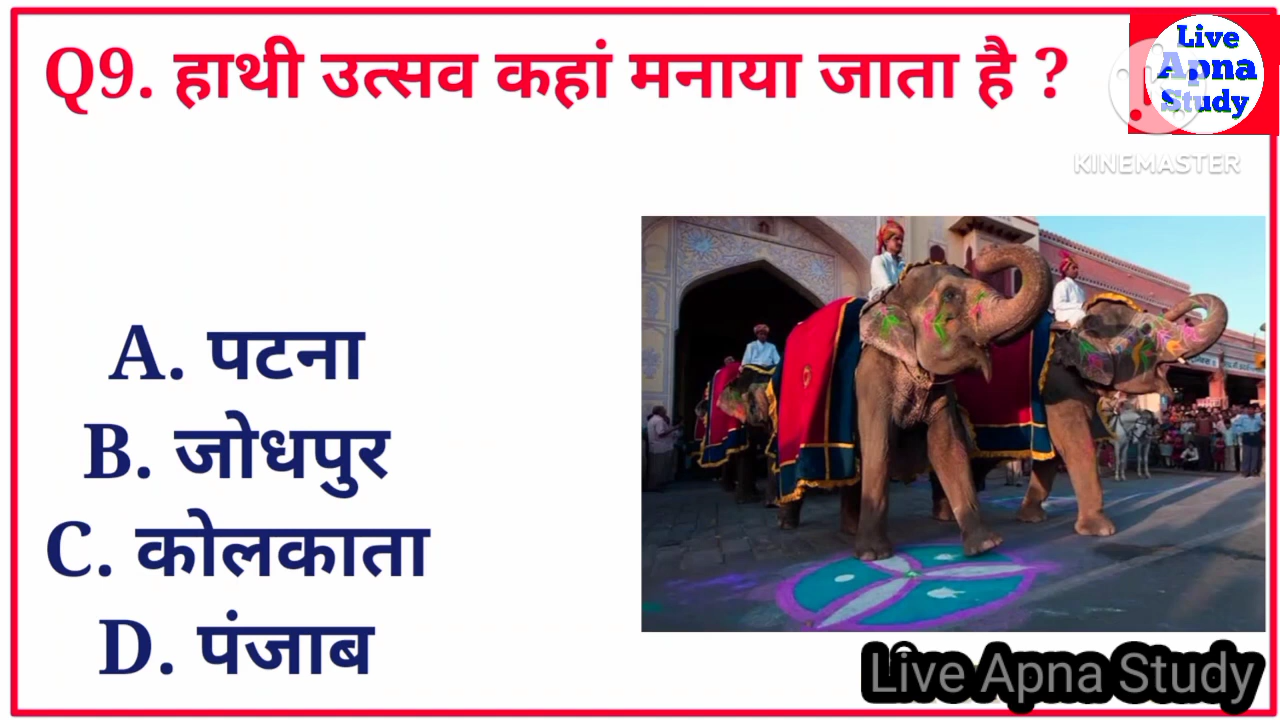 Q9. हाथी उत्सव कहां मनाया जाता है ?
Live
Apna
Study
KINEMASTER
A. पटना
B. जोधपुर
C. कोलकाता
D. पंजाब
Live Apna Study